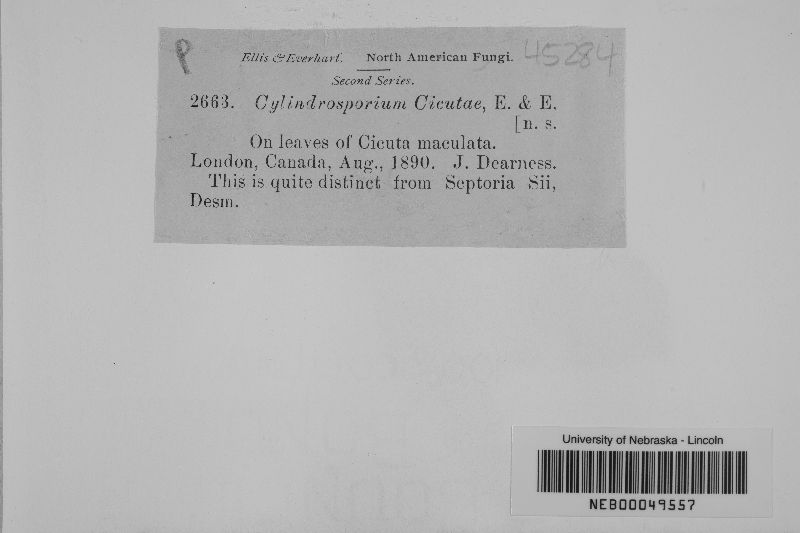 P
Ellis & Everhart. North American Fungi. 45284
Second Series.
2663. Cylindrosporium Cicutae, E. & E.
[n. s.
On leaves of Cicuta maculata.
London, Canada, Aug., 1890. J. Dearness.
This is quite distinct from Septoria Sii,
Desm.
University of Nebraska - Lincoln
NEB00049557